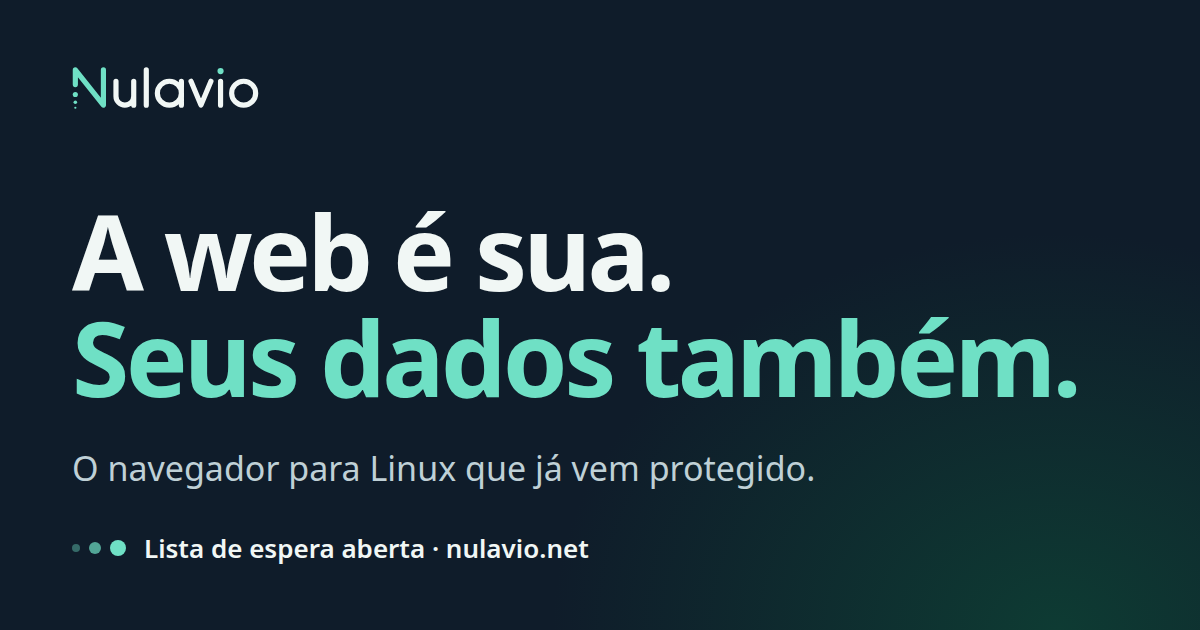 Nulavio
A web é sua.
Seus dados também.
O navegador para Linux que já vem protegido.
Lista de espera aberta · nulavio.net